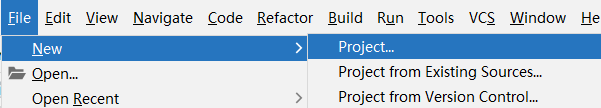 File Edit View Navigate Code Refactor Build Run Tools VCS Window
New Project...
Open... Project from Existing Sources...
Open Recent Project from Version Control...